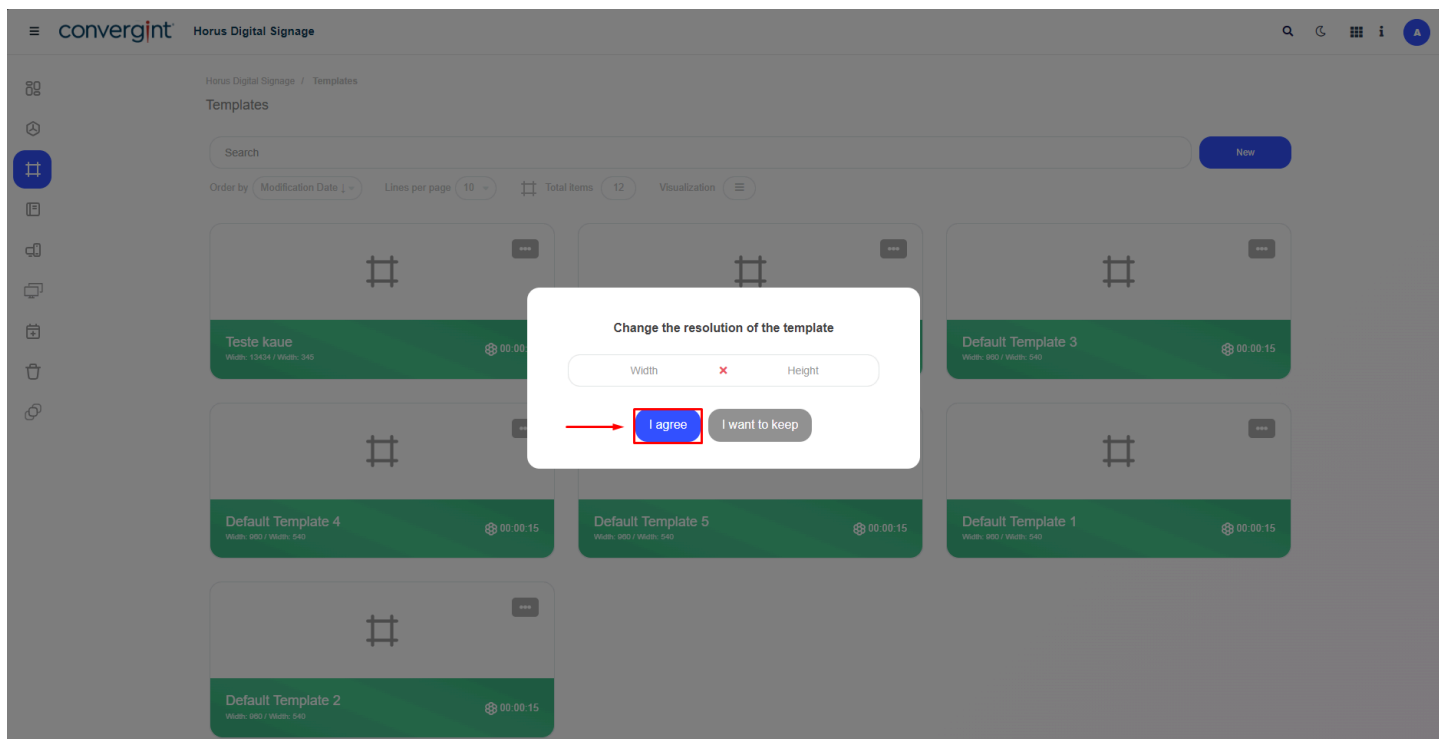 convergint Horus Digital Signage A
Horus Digital Signage / Templates
Templates
Search New
Order by Modification Date ↓ Lines per page 10 Total items 12 Visualization
Teste kaue 00:00:
Width: 13434 / Width: 345
Default Template 3 00:00:15
Width: 960 / Width: 540
Change the resolution of the template
Width × Height
I agree I want to keep
Default Template 4 00:00:15
Width: 960 / Width: 540
Default Template 5 00:00:15
Width: 960 / Width: 540
Default Template 1 00:00:15
Width: 960 / Width: 540
Default Template 2 00:00:15
Width: 960 / Width: 540